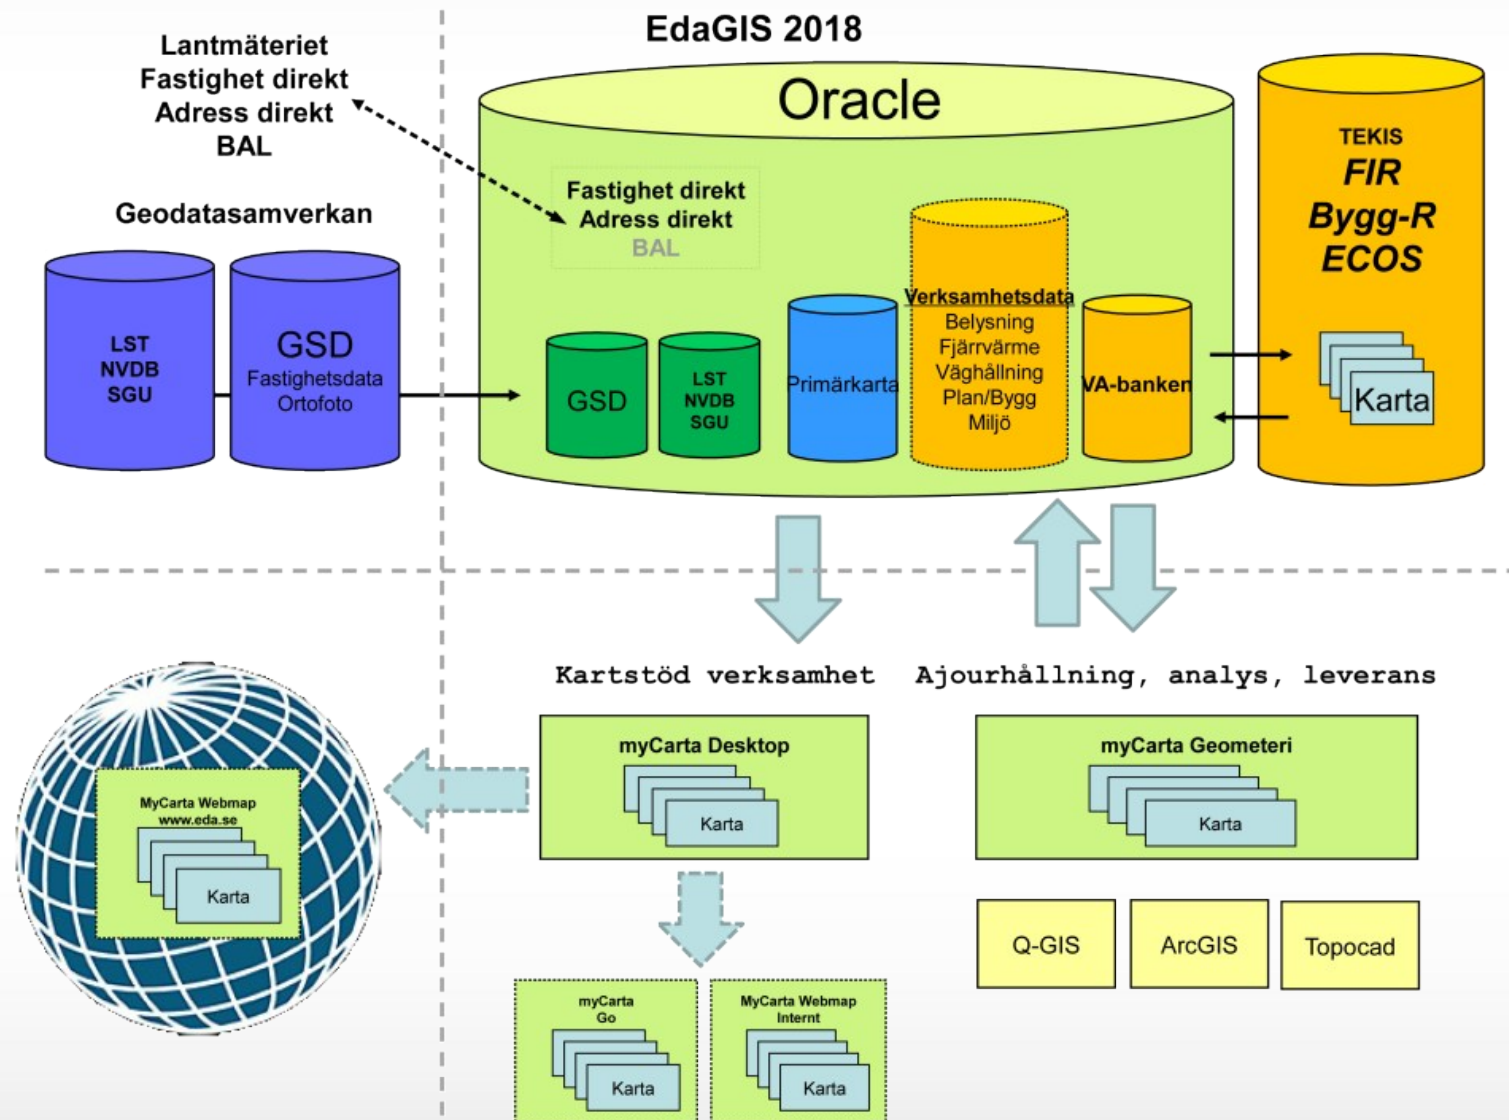 EdaGIS 2018
Lantmäteriet
Fastighet direkt
Adress direkt
BAL
Geodatasamverkan
LST
NVDB
SGU
GSD
Fastighetsdata
Ortofoto
Oracle
Fastighet direkt
Adress direkt
BAL
GSD
LST
NVDB
SGU
Primärkarta
Verksamhetsdata
Belysning
Fjärrvärme
Väghållning
Plan/Bygg
Miljö
VA-banken
TEKIS
FIR
Bygg-R
ECOS
Karta
Kartstöd verksamhet
Ajourhållning, analys, leverans
myCarta Desktop
Karta
myCarta Geometeri
Karta
MyCarta Webmap
www.eda.se
Karta
Q-GIS
ArcGIS
Topocad
myCarta
Go
Karta
MyCarta Webmap
Internt
Karta